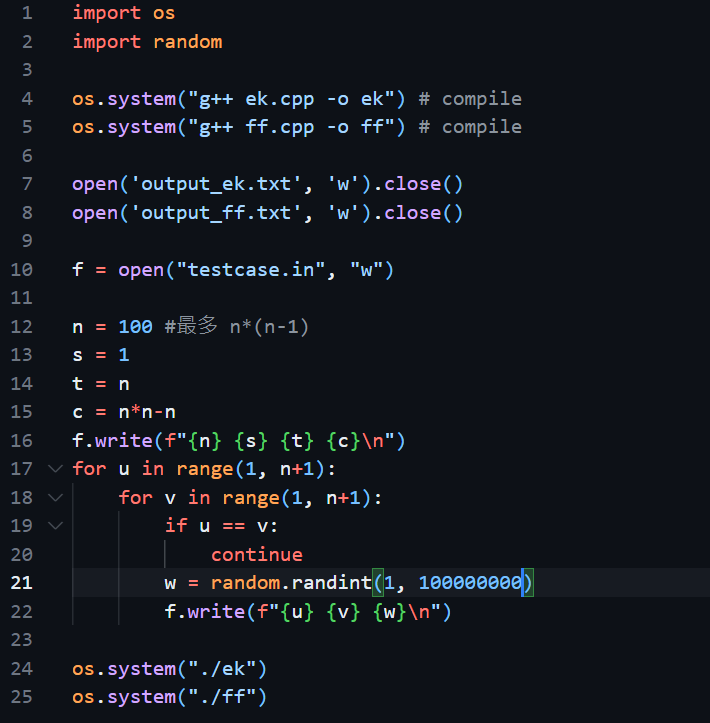 1 import os
2 import random
3
4 os.system("g++ ek.cpp -o ek") # compile
5 os.system("g++ ff.cpp -o ff") # compile
6
7 open('output_ek.txt', 'w').close()
8 open('output_ff.txt', 'w').close()
9
10 f = open("testcase.in", "w")
11
12 n = 100 #最多 n*(n-1)
13 s = 1
14 t = n
15 c = n*n-n
16 f.write(f"{n} {s} {t} {c}\n")
17 for u in range(1, n+1):
18     for v in range(1, n+1):
19         if u == v:
20             continue
21         w = random.randint(1, 100000000)
22         f.write(f"{u} {v} {w}\n")
23
24 os.system("./ek")
25 os.system("./ff")